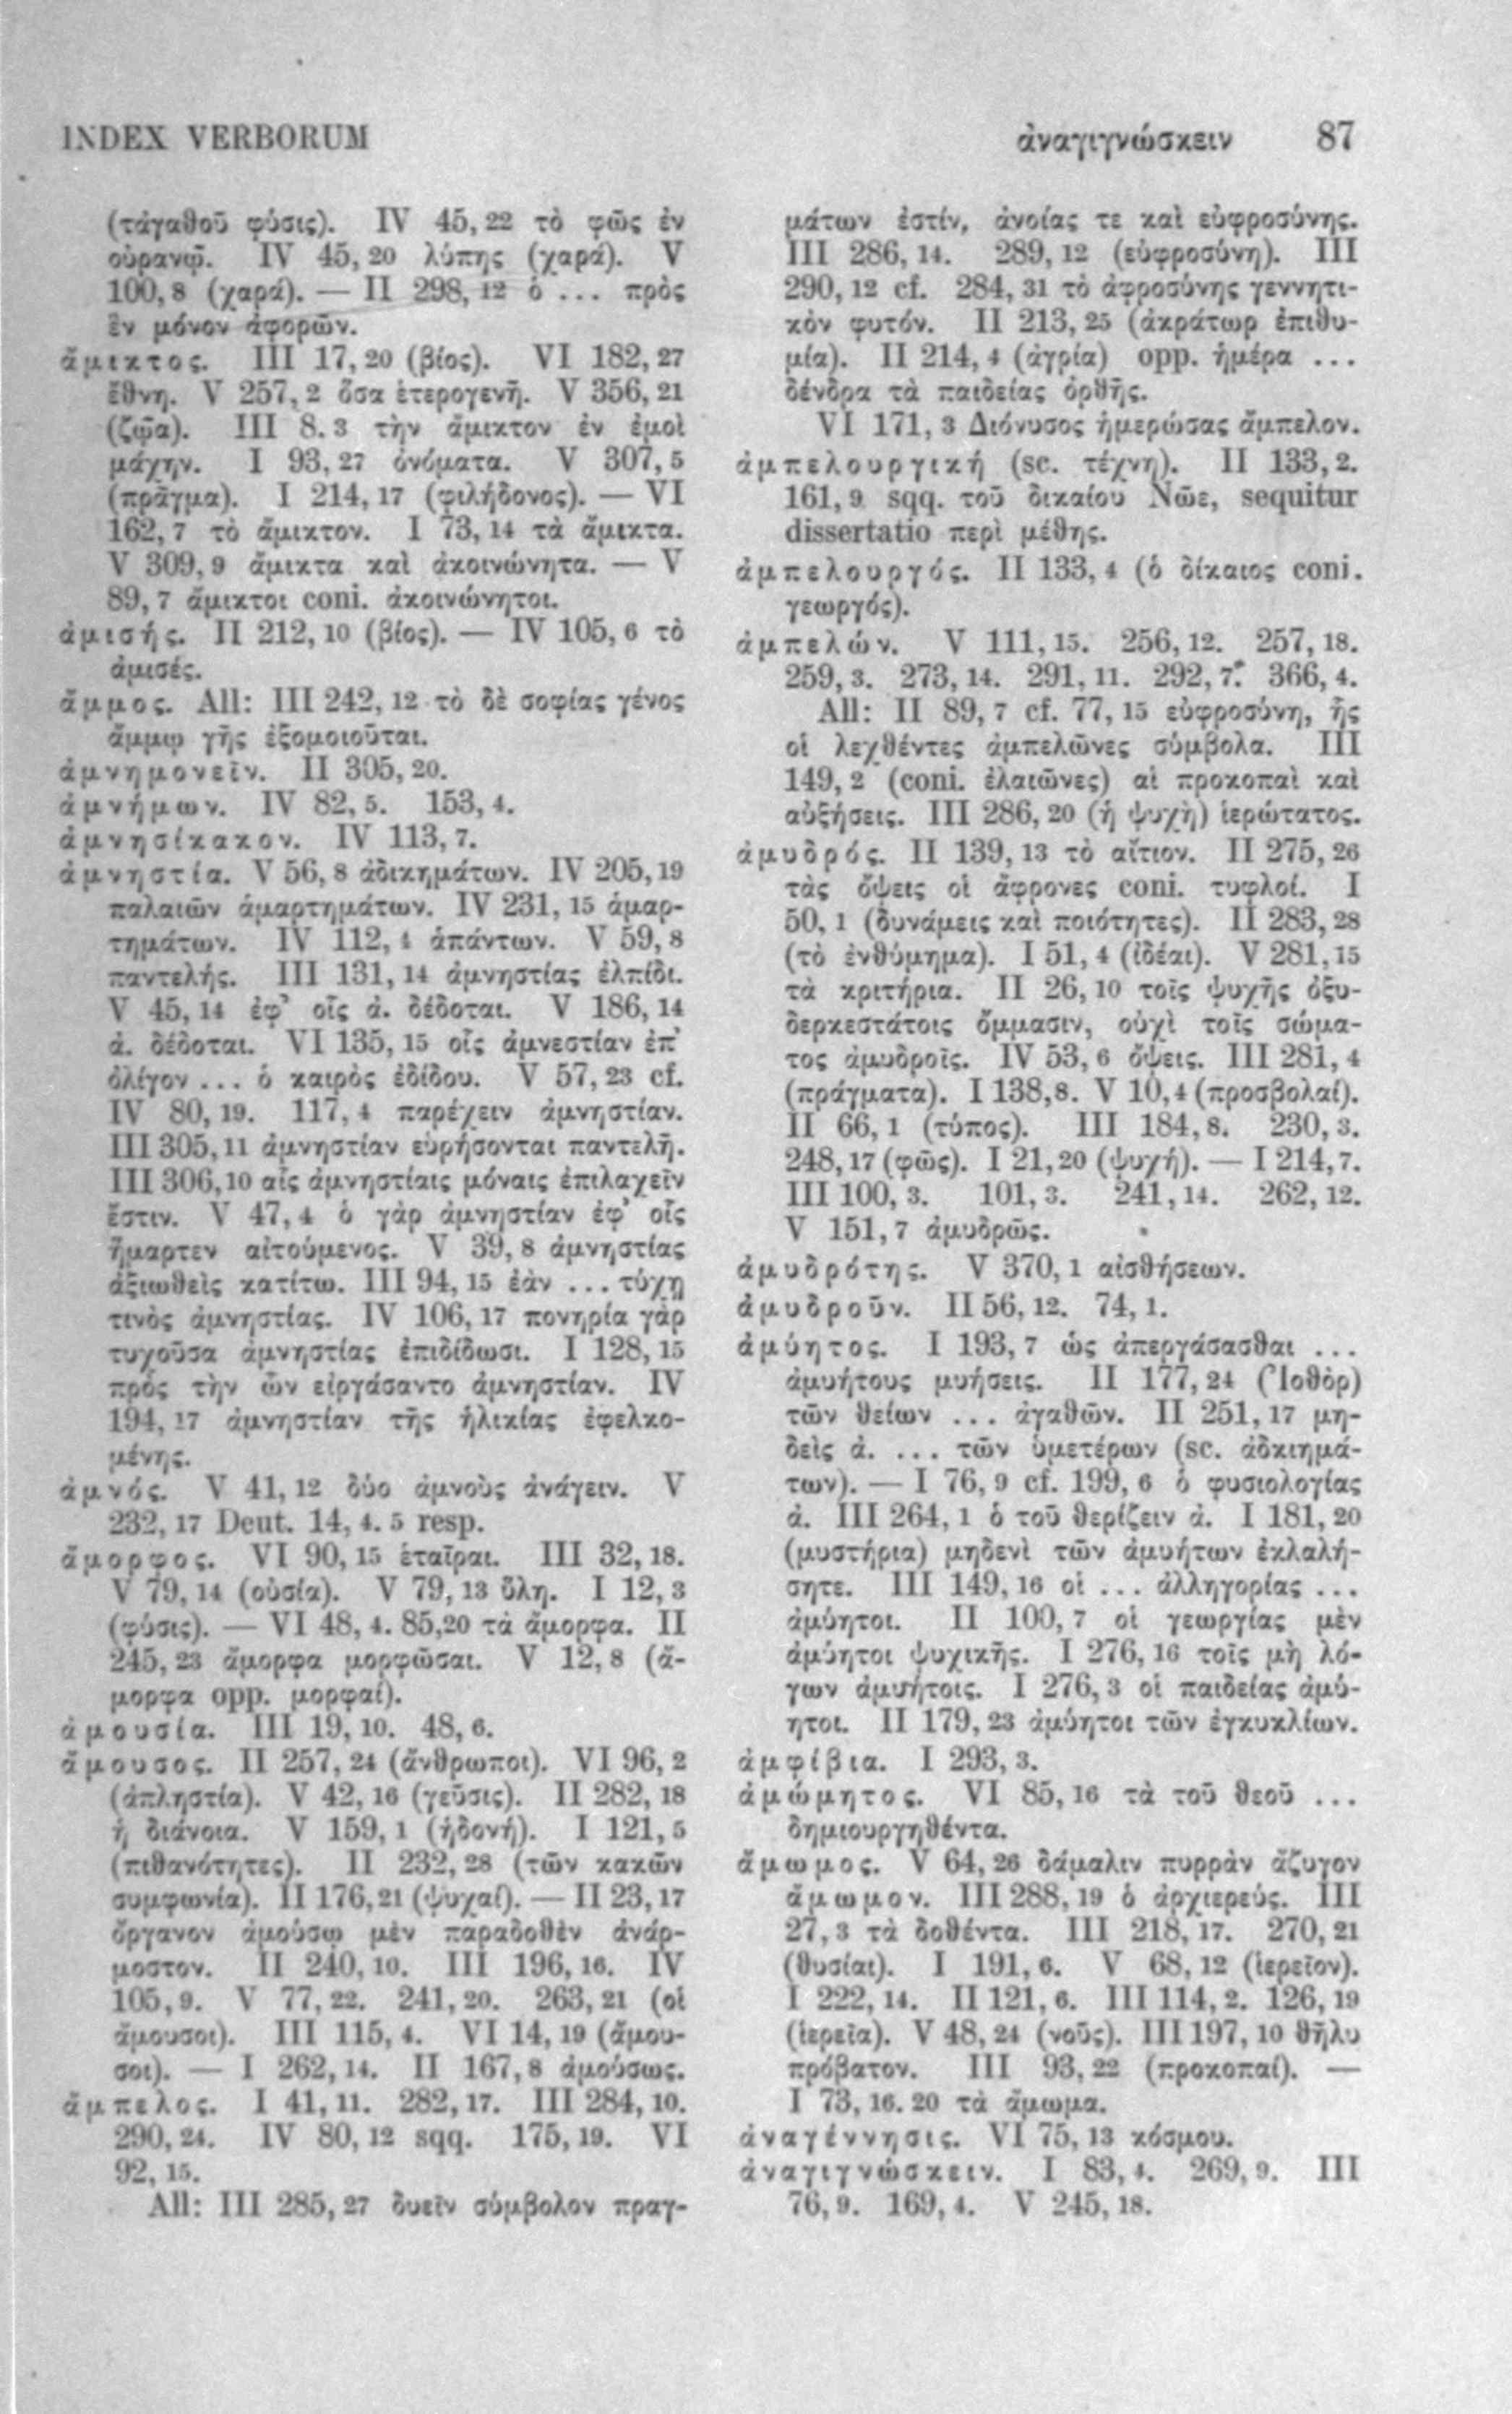 INDEX VERBORUM
ἀναγιγνώσκειν 87
(τἀγαθοῦ φύσις). IV 45, 22 τὸ φῶς ἐν
οὐρανῷ. IV 45, 20 λύπης (χαρά). V
100, 8 (χαρά). — II 298, 12 ὁ ... πρὸς
ἓν μόνον ἀφορῶν.
ἄμικτος. III 17, 20 (βίος). VI 182, 27
ἔθνη. V 257, 2 ὅσα ἑτερογενῆ. V 356, 21
(ζῷα). III 8. 3 τὴν ἄμικτον ἐν ἐμοὶ
μάχην. I 93, 27 ὀνόματα. V 307, 5
(πρᾶγμα). I 214, 17 (φιλήδονος). — VI
162, 7 τὸ ἄμικτον. I 73, 14 τὰ ἄμικτα.
V 309, 9 ἄμικτα καὶ ἀκοινώνητα. — V
89, 7 ἄμικτοι coni. ἀκοινώνητοι.
ἀμισής. II 212, 10 (βίος). — IV 105, 6 τὸ
ἀμισές.
ἄμμος. All: III 242, 12 τὸ δὲ σοφίας γένος
ἄμμῳ γῆς ἐξομοιοῦται.
ἀμνημονεῖν. II 305, 20.
ἀμνήμων. IV 82, 5. 153, 4.
ἀμνησίκακον. IV 113, 7.
ἀμνηστία. V 56, 8 ἀδικημάτων. IV 205, 19
παλαιῶν ἁμαρτημάτων. IV 231, 15 ἁμαρ-
τημάτων. IV 112, 4 ἁπάντων. V 59, 8
παντελής. III 131, 14 ἀμνηστίας ἐλπίδι.
V 45, 14 ἐφ' οἷς ἀ. δέδοται. V 186, 14
ἀ. δέδοται. VI 135, 15 οἷς ἀμνεστίαν ἐπ'
ὀλίγον ... ὁ καιρὸς ἐδίδου. V 57, 23 cf.
IV 80, 19. 117, 4 παρέχειν ἀμνηστίαν.
III 305, 11 ἀμνηστίαν εὑρήσονται παντελῆ.
III 306, 10 αἷς ἀμνηστίαις μόναις ἐπιλαχεῖν
ἔστιν. V 47, 4 ὁ γὰρ ἀμνηστίαν ἐφ' οἷς
ἥμαρτεν αἰτούμενος. V 39, 8 ἀμνηστίας
ἀξιωθεὶς κατίτω. III 94, 15 ἐὰν ... τύχῃ
τινὸς ἀμνηστίας. IV 106, 17 πονηρία γὰρ
τυχοῦσα ἀμνηστίας ἐπιδίδωσι. I 128, 15
πρὸς τὴν ὧν εἰργάσαντο ἀμνηστίαν. IV
194, 17 ἀμνηστίαν τῆς ἡλικίας ἐφελκο-
μένης.
ἀμνός. V 41, 12 δύο ἀμνοὺς ἀνάγειν. V
232, 17 Deut. 14, 4. 5 resp.
ἄμορφος. VI 90, 15 ἑταῖραι. III 32, 18.
V 79, 14 (οὐσία). V 79, 13 ὕλη. I 12, 3
(φύσις). — VI 48, 4. 85,20 τὰ ἄμορφα. II
245, 23 ἄμορφα μορφῶσαι. V 12, 8 (ἄ-
μορφα opp. μορφαί).
ἀμουσία. III 19, 10. 48, 6.
ἄμουσος. II 257, 24 (ἄνθρωποι). VI 96, 2
(ἀπληστία). V 42, 16 (γεῦσις). II 282, 18
ἡ διάνοια. V 159, 1 (ἡδονή). I 121, 5
(πιθανότητες). II 232, 28 (τῶν κακῶν
συμφωνία). II 176, 21 (ψυχαί). — II 23, 17
ὄργανον ἀμούσῳ μὲν παραδοθὲν ἀνάρ-
μοστον. II 240, 10. III 196, 16. IV
105, 9. V 77, 22. 241, 20. 263, 21 (οἱ
ἄμουσοι). III 115, 4. VI 14, 19 (ἄμου-
σοι). — I 262, 14. II 167, 8 ἀμούσως.
ἄμπελος. I 41, 11. 282, 17. III 284, 10.
290, 24. IV 80, 12 sqq. 175, 19. VI
92, 15.
All: III 285, 27 δυεῖν σύμβολον πραγ-
μάτων ἐστίν, ἀνοίας τε καὶ εὐφροσύνης.
III 286, 14. 289, 12 (εὐφροσύνη). III
290, 12 cf. 284, 31 τὸ ἀφροσύνης γεννητι-
κὸν φυτόν. II 213, 25 (ἀκράτωρ ἐπιθυ-
μία). II 214, 4 (ἀγρία) opp. ἡμέρα ...
δένδρα τὰ παιδείας ὀρθῆς.
VI 171, 3 Διόνυσος ἡμερώσας ἄμπελον.
ἀμπελουργική (sc. τέχνη). II 133, 2.
161, 9 sqq. τοῦ δικαίου Νῶε, sequitur
dissertatio περὶ μέθης.
ἀμπελουργός. II 133, 4 (ὁ δίκαιος coni.
γεωργός).
ἀμπελών. V 111, 15. 256, 12. 257, 18.
259, 3. 273, 14. 291, 11. 292, 7. 366, 4.
All: II 89, 7 cf. 77, 15 εὐφροσύνη, ἧς
οἱ λεχθέντες ἀμπελῶνες σύμβολα. III
149, 2 (coni. ἐλαιῶνες) αἱ προκοπαὶ καὶ
αὐξήσεις. III 286, 20 (ἡ ψυχὴ) ἱερώτατος.
ἀμυδρός. II 139, 13 τὸ αἴτιον. II 275, 26
τὰς ὄψεις οἱ ἄφρονες coni. τυφλοί. I
50, 1 (δυνάμεις καὶ ποιότητες). II 283, 28
(τὸ ἐνθύμημα). I 51, 4 (ἰδέαι). V 281, 15
τὰ κριτήρια. II 26, 10 τοῖς ψυχῆς ὀξυ-
δερκεστάτοις ὄμμασιν, οὐχὶ τοῖς σώμα-
τος ἀμυδροῖς. IV 53, 6 ὄψεις. III 281, 4
(πράγματα). I 138,8. V 10, 4 (προσβολαί).
II 66, 1 (τύπος). III 184, 8. 230, 3.
248, 17 (φῶς). I 21, 20 (ψυχή). — I 214, 7.
III 100, 3. 101, 3. 241, 14. 262, 12.
V 151, 7 ἀμυδρῶς.
ἀμυδρότης. V 370, 1 αἰσθήσεων.
ἀμυδροῦν. II 56, 12. 74, 1.
ἀμύητος. I 193, 7 ὡς ἀπεργάσασθαι ...
ἀμυήτους μυήσεις. II 177, 24 (Ἰοθὸρ)
τῶν θείων ... ἀγαθῶν. II 251, 17 μη-
δεὶς ἀ. ... τῶν ὑμετέρων (sc. ἀδκιημά-
των). — I 76, 9 cf. 199, 6 ὁ φυσιολογίας
ἀ. III 264, 1 ὁ τοῦ θερίζειν ἀ. I 181, 20
(μυστήρια) μηδενὶ τῶν ἀμυήτων ἐκλαλή-
σητε. III 149, 16 οἱ ... ἀλληγορίας ...
ἀμύητοι. II 100, 7 οἱ γεωργίας μὲν
ἀμύητοι ψυχικῆς. I 276, 16 τοῖς μὴ λό-
γων ἀμυήτοις. I 276, 3 οἱ παιδείας ἀμύ-
ητοι. II 179, 23 ἀμύητοι τῶν ἐγκυκλίων.
ἀμφίβια. I 293, 3.
ἀμώμητος. VI 85, 16 τὰ τοῦ θεοῦ ...
δημιουργηθέντα.
ἄμωμος. V 64, 26 δάμαλιν πυρρὰν ἄζυγον
ἄμωμον. III 288, 19 ὁ ἀρχιερεύς. III
27, 3 τὰ δοθέντα. III 218, 17. 270, 21
(θυσίαι). I 191, 6. V 68, 12 (ἱερεῖον).
I 222, 14. II 121, 6. III 114, 2. 126, 19
(ἱερεῖα). V 48, 24 (νοῦς). III 197, 10 θῆλυ
πρόβατον. III 93, 22 (προκοπαί). —
I 73, 16. 20 τὰ ἄμωμα.
ἀναγέννησις. VI 75, 13 κόσμου.
ἀναγιγνώσκειν. I 83, 4. 269, 9. III
76, 9. 169, 4. V 245, 18.